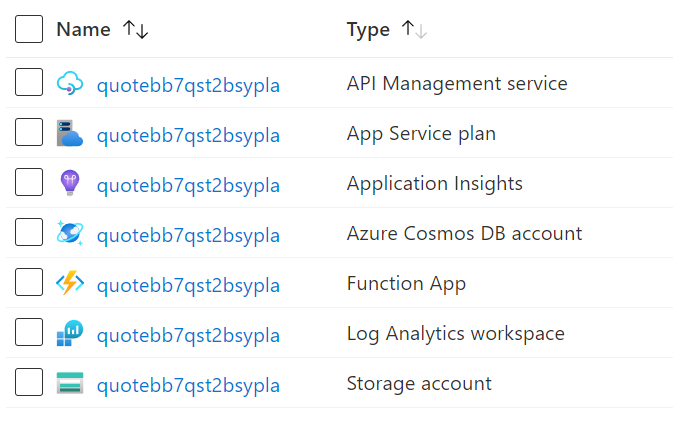 Name ↑↓ Type ↑↓
quotebb7qst2bsypla API Management service
quotebb7qst2bsypla App Service plan
quotebb7qst2bsypla Application Insights
quotebb7qst2bsypla Azure Cosmos DB account
quotebb7qst2bsypla Function App
quotebb7qst2bsypla Log Analytics workspace
quotebb7qst2bsypla Storage account